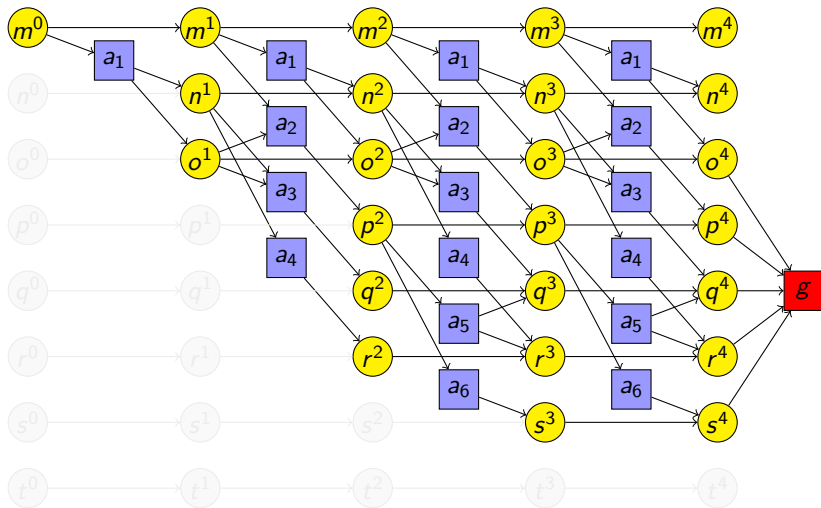 m⁰ m¹ m² m³ m⁴
a₁ a₁ a₁ a₁
n⁰ n¹ n² n³ n⁴
a₂ a₂ a₂
o⁰ o¹ o² o³ o⁴
a₃ a₃ a₃
p⁰ p¹ p² p³ p⁴
a₄ a₄ a₄
q⁰ q¹ q² q³ q⁴ g
a₅ a₅
r⁰ r¹ r² r³ r⁴
a₆ a₆
s⁰ s¹ s² s³ s⁴
t⁰ t¹ t² t³ t⁴